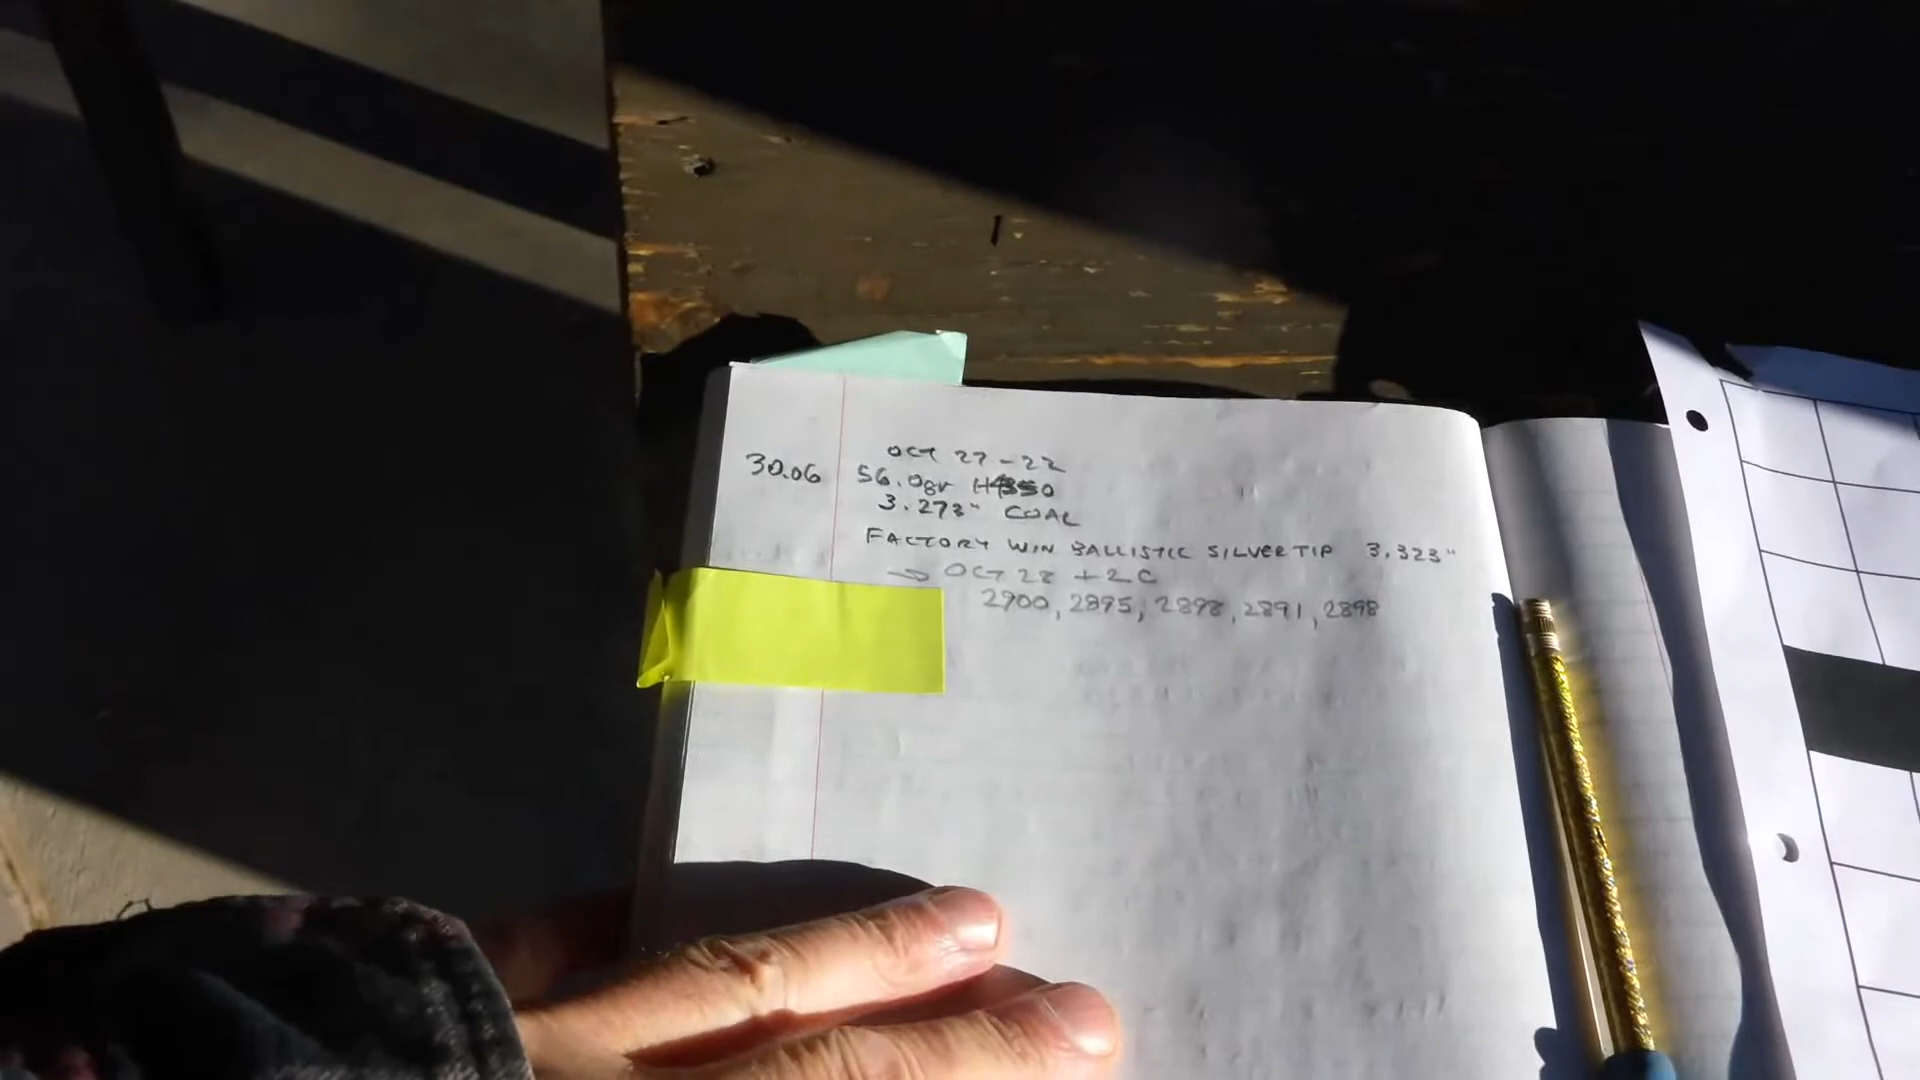 OCT 27-22
30.06 56.0gr H4350
3.273" COAL
FACTORY WIN BALLISTIC SILVERTIP 3.323"
→ OCT 28 +2C
2900, 2895, 2898, 2891, 2898